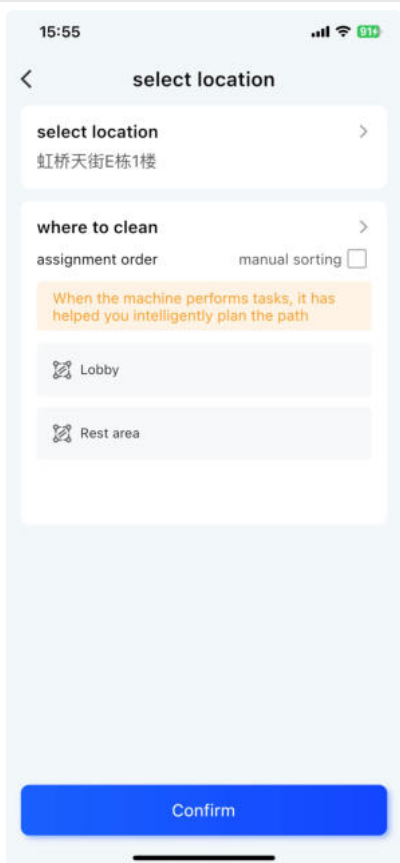 15:55
91+
select location
select location
虹桥天街E栋1楼
where to clean
assignment order
manual sorting
When the machine performs tasks, it has
helped you intelligently plan the path
Lobby
Rest area
Confirm